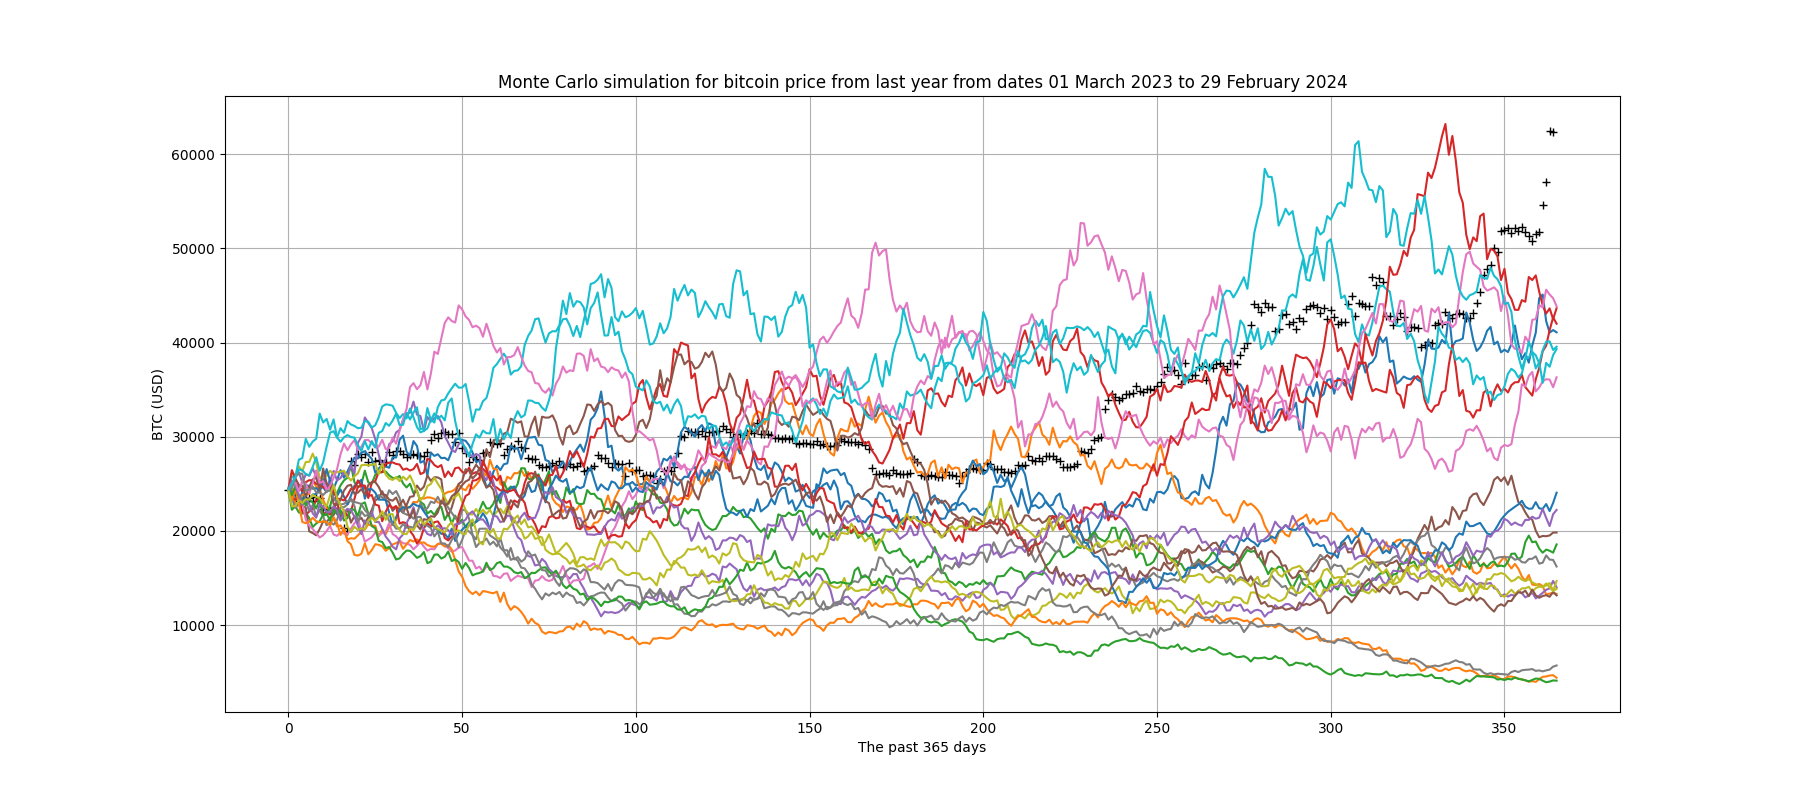 Monte Carlo simulation for bitcoin price from last year from dates 01 March 2023 to 29 February 2024
60000
50000
40000
30000
20000
10000
BTC (USD)
0 50 100 150 200 250 300 350
The past 365 days